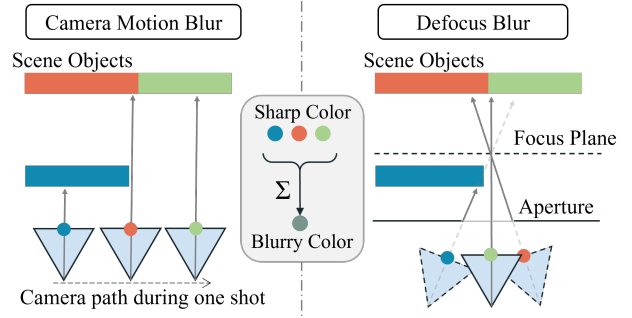 Camera Motion Blur
Defocus Blur
Scene Objects
Scene Objects
Sharp Color
Σ
Blurry Color
Focus Plane
Aperture
Camera path during one shot